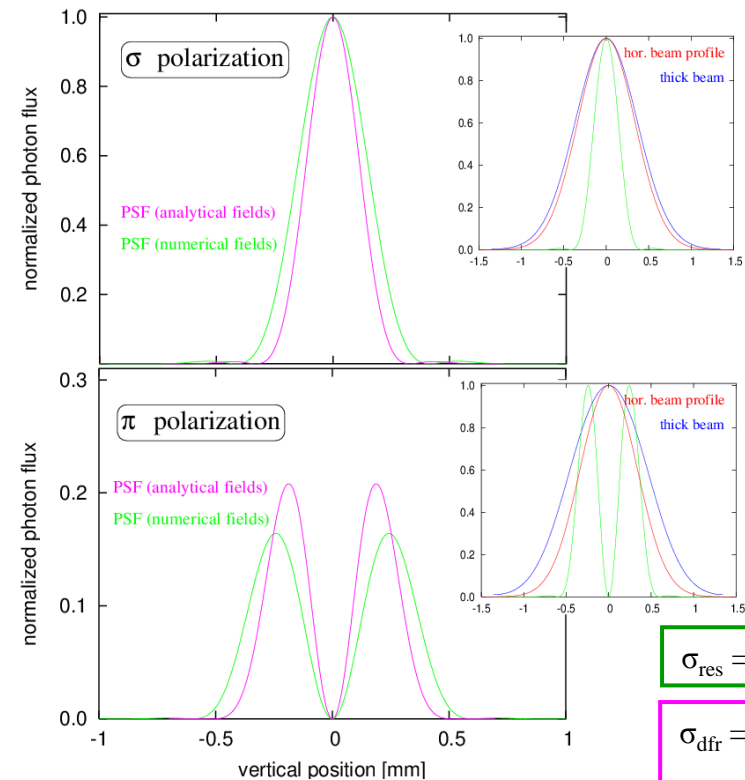 σ polarization
PSF (analytical fields)
PSF (numerical fields)
normalized photon flux
1.0
0.8
0.6
0.4
0.2
hor. beam profile
thick beam
1.0
0.8
0.6
0.4
0.2
0.0
-1.5 -1 -0.5 0 0.5 1 1.5
π polarization
PSF (analytical fields)
PSF (numerical fields)
normalized photon flux
0.3
0.2
0.1
0.0
-1 -0.5 0 0.5 1
vertical position [mm]
hor. beam profile
thick beam
1.0
0.8
0.6
0.4
0.2
0.0
-1.5 -1 -0.5 0 0.5 1 1.5
σres =
σdfr =